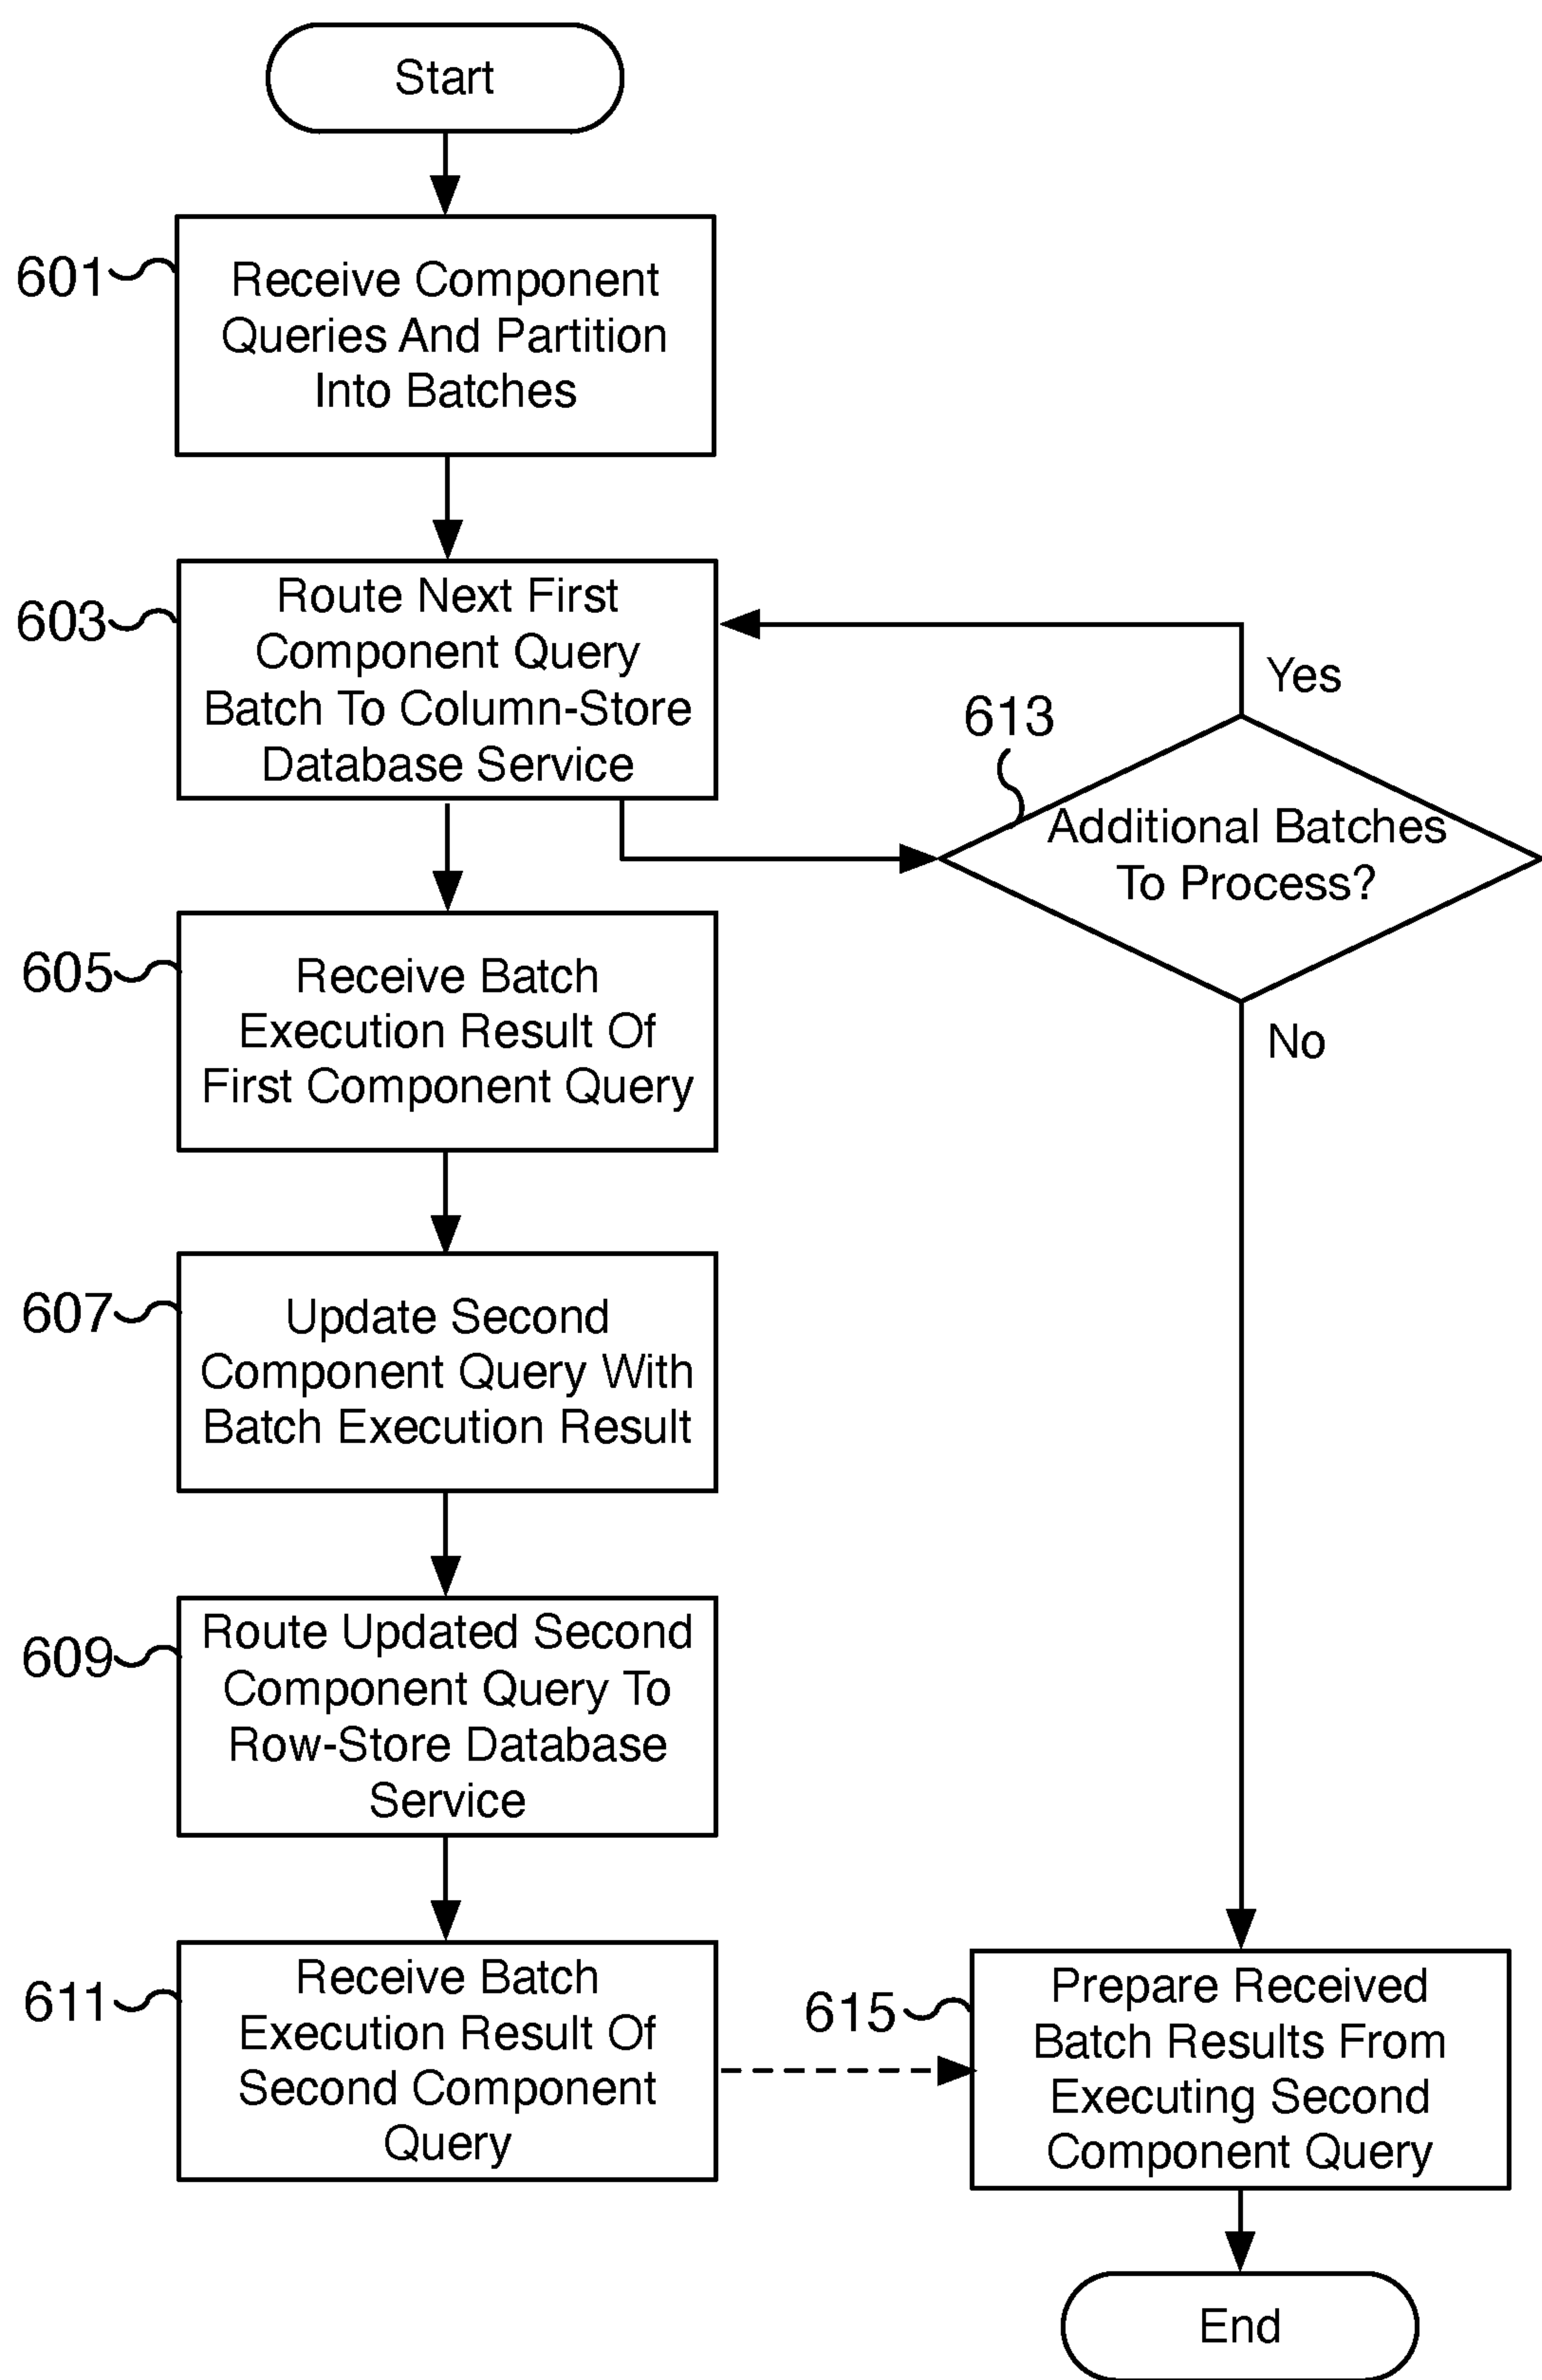 Start
601
Receive Component
Queries And Partition
Into Batches
603
Route Next First
Component Query
Batch To Column-Store
Database Service
Yes
613
Additional Batches
To Process?
No
605
Receive Batch
Execution Result Of
First Component Query
607
Update Second
Component Query With
Batch Execution Result
609
Route Updated Second
Component Query To
Row-Store Database
Service
611
Receive Batch
Execution Result Of
Second Component
Query
615
Prepare Received
Batch Results From
Executing Second
Component Query
End